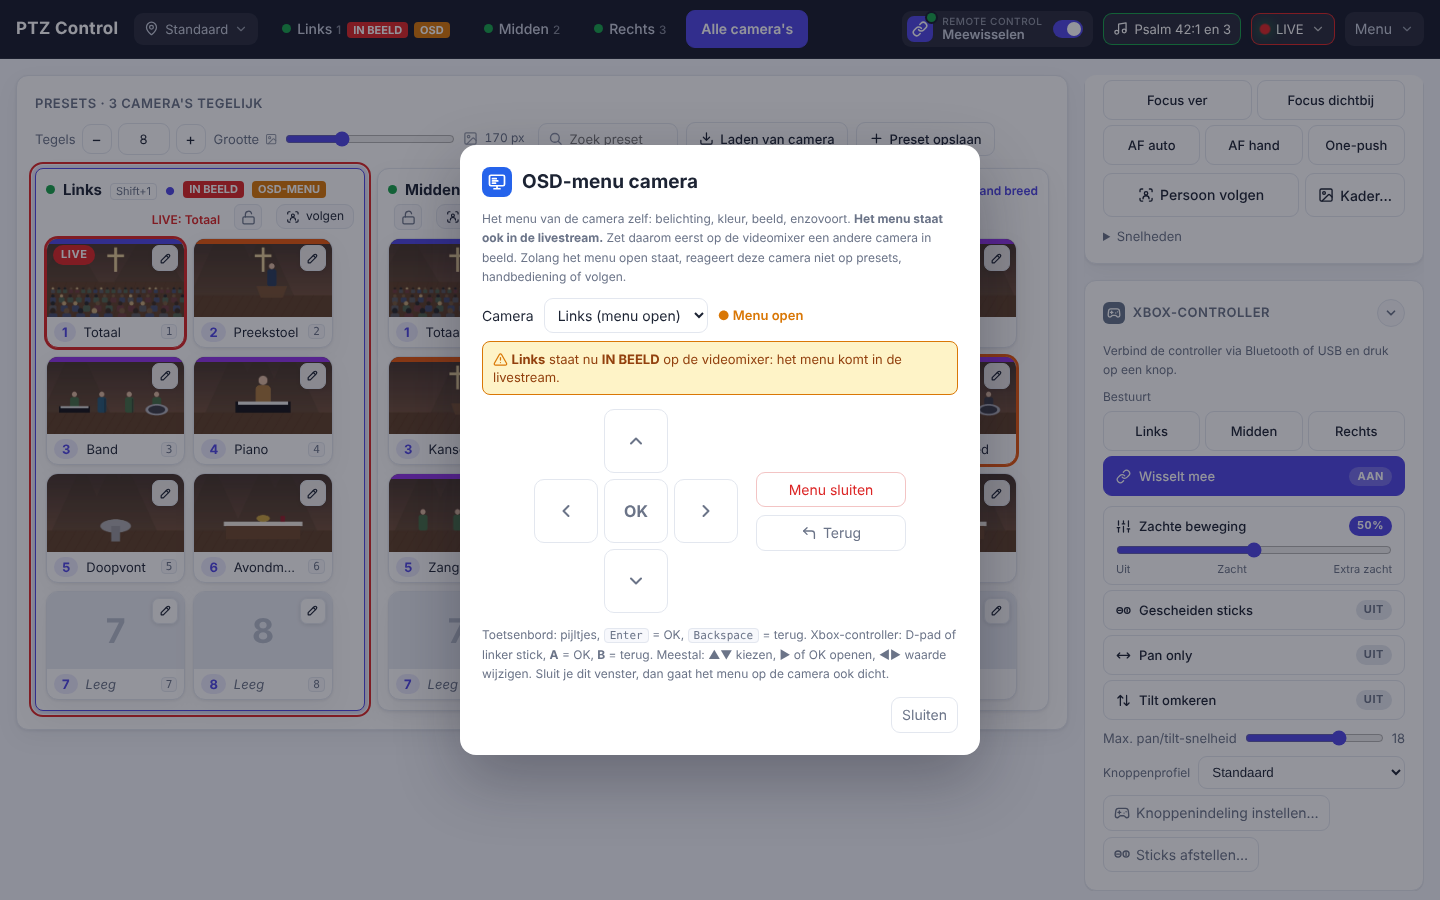 PTZ Control
Standaard
Links 1 IN BEELD OSD
Midden 2
Rechts 3
Alle camera's
REMOTE CONTROL
Meewisselen
Psalm 42:1 en 3
LIVE
Menu
PRESETS · 3 CAMERA'S TEGELIJK
Tegels − 8 + Grootte 170 px Zoek preset Laden van camera + Preset opslaan
Links Shift+1 IN BEELD OSD-MENU
LIVE: Totaal volgen
LIVE
1 Totaal 1
2 Preekstoel 2
3 Band 3
4 Piano 4
5 Doopvont 5
6 Avondm... 6
7
8
7 Leeg 7
8 Leeg 8
Midden
and breed
1 Totaa
3 Kans
5 Zang
7 Leeg
OSD-menu camera
Het menu van de camera zelf: belichting, kleur, beeld, enzovoort. Het menu staat
ook in de livestream. Zet daarom eerst op de videomixer een andere camera in
beeld. Zolang het menu open staat, reageert deze camera niet op presets,
handbediening of volgen.
Camera Links (menu open) Menu open
Links staat nu IN BEELD op de videomixer: het menu komt in de
livestream.
OK
Menu sluiten
Terug
Toetsenbord: pijltjes, Enter = OK, Backspace = terug. Xbox-controller: D-pad of
linker stick, A = OK, B = terug. Meestal: ▲▼ kiezen, ▶ of OK openen, ◀▶ waarde
wijzigen. Sluit je dit venster, dan gaat het menu op de camera ook dicht.
Sluiten
Focus ver
Focus dichtbij
AF auto
AF hand
One-push
Persoon volgen
Kader...
▶ Snelheden
XBOX-CONTROLLER
Verbind de controller via Bluetooth of USB en druk
op een knop.
Bestuurt
Links
Midden
Rechts
Wisselt mee AAN
Zachte beweging 50%
Uit Zacht Extra zacht
Gescheiden sticks UIT
Pan only UIT
Tilt omkeren UIT
Max. pan/tilt-snelheid 18
Knoppenprofiel Standaard
Knoppenindeling instellen...
Sticks afstellen...